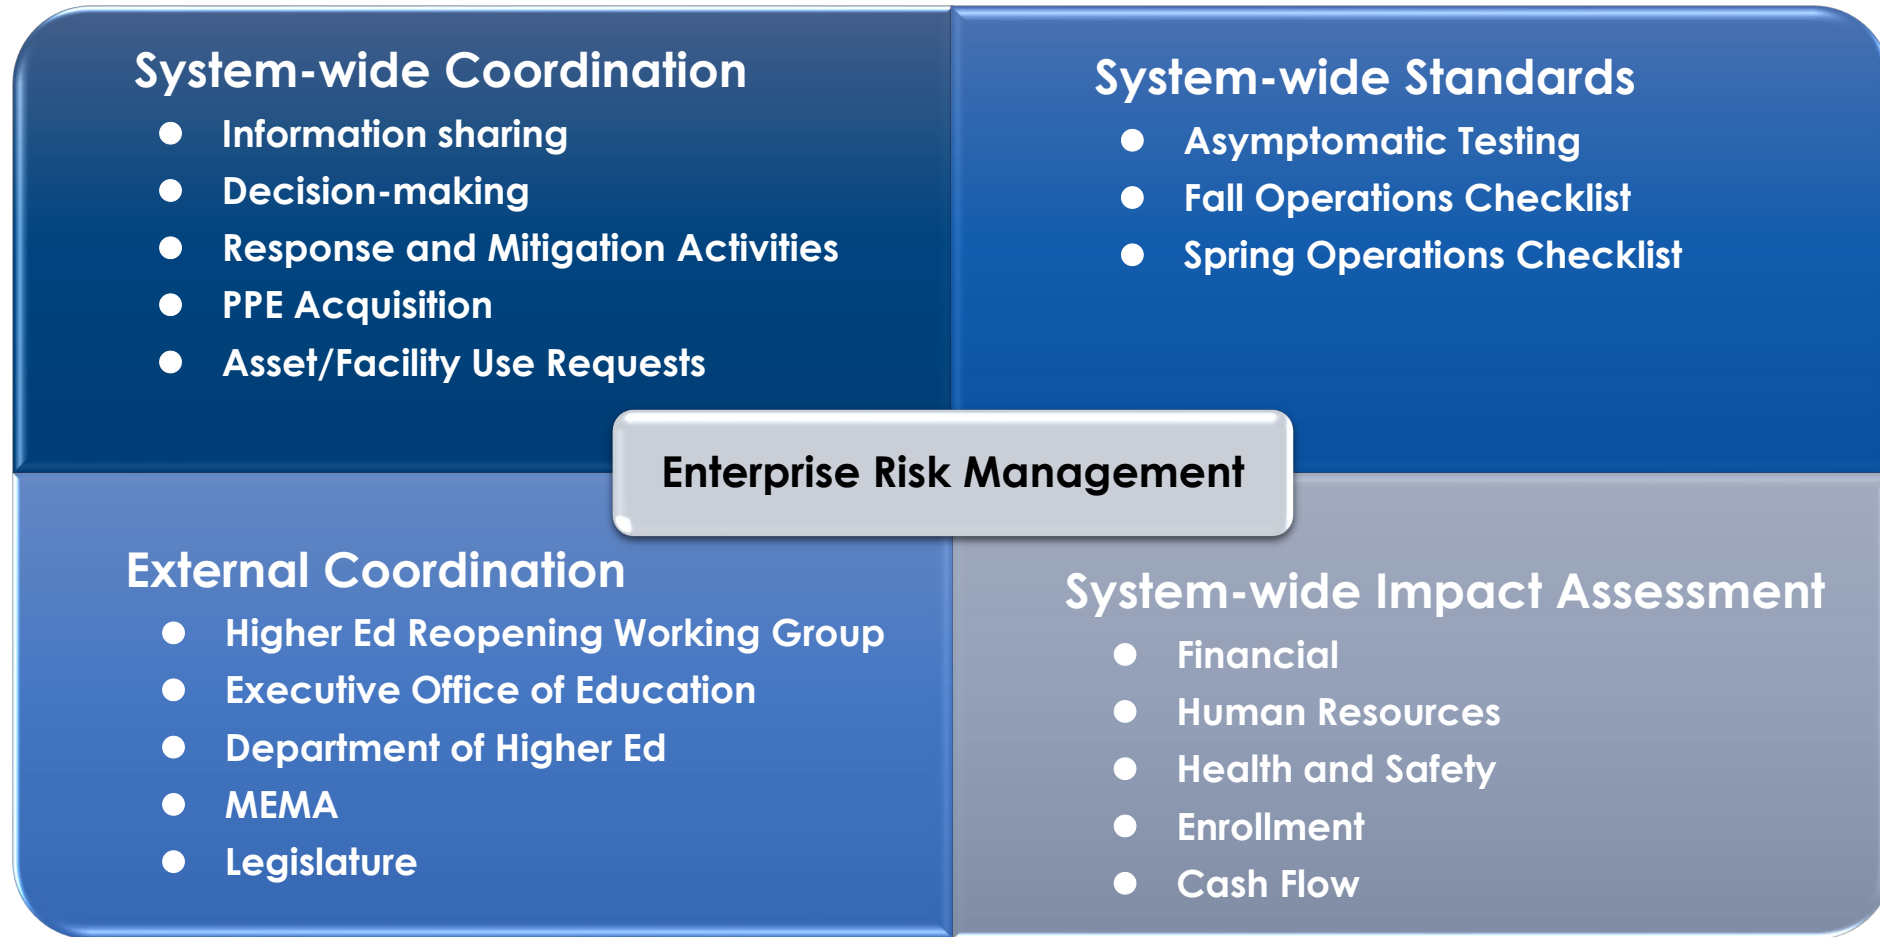 System-wide Coordination
● Information sharing
● Decision-making
● Response and Mitigation Activities
● PPE Acquisition
● Asset/Facility Use Requests
System-wide Standards
● Asymptomatic Testing
● Fall Operations Checklist
● Spring Operations Checklist
Enterprise Risk Management
External Coordination
● Higher Ed Reopening Working Group
● Executive Office of Education
● Department of Higher Ed
● MEMA
● Legislature
System-wide Impact Assessment
● Financial
● Human Resources
● Health and Safety
● Enrollment
● Cash Flow